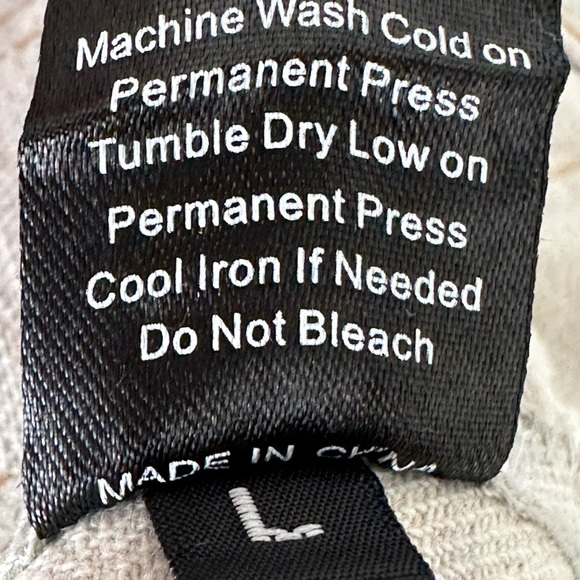 Machine Wash Cold on
Permanent Press
Tumble Dry Low on
Permanent Press
Cool Iron If Needed
Do Not Bleach
MADE IN CHINA
L